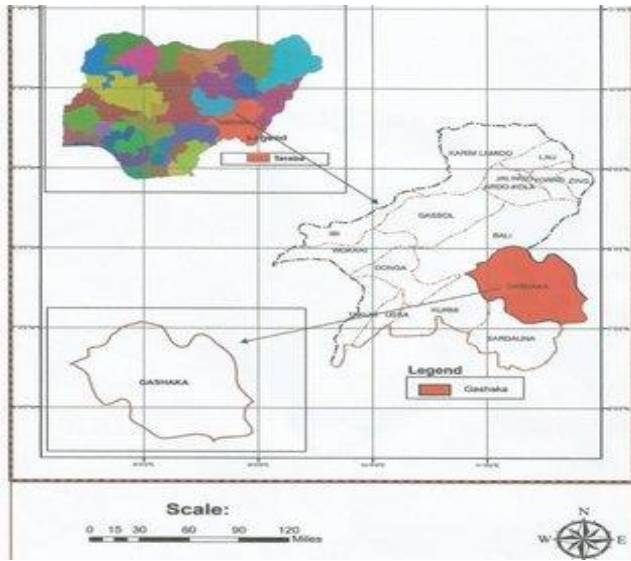 Legend
Taraba
KARIM LAMIDO
LAU
JALINGO
YORRO
ZING
ARDO-KOLA
GASSOL
IBI
BALI
WUKARI
DONGA
GASHAKA
TAKUM
USSA
KURMI
SARDAUNA
GASHAKA
Legend
Gashaka
Scale:
0 15 30 60 90 120
Miles
N
W E
S